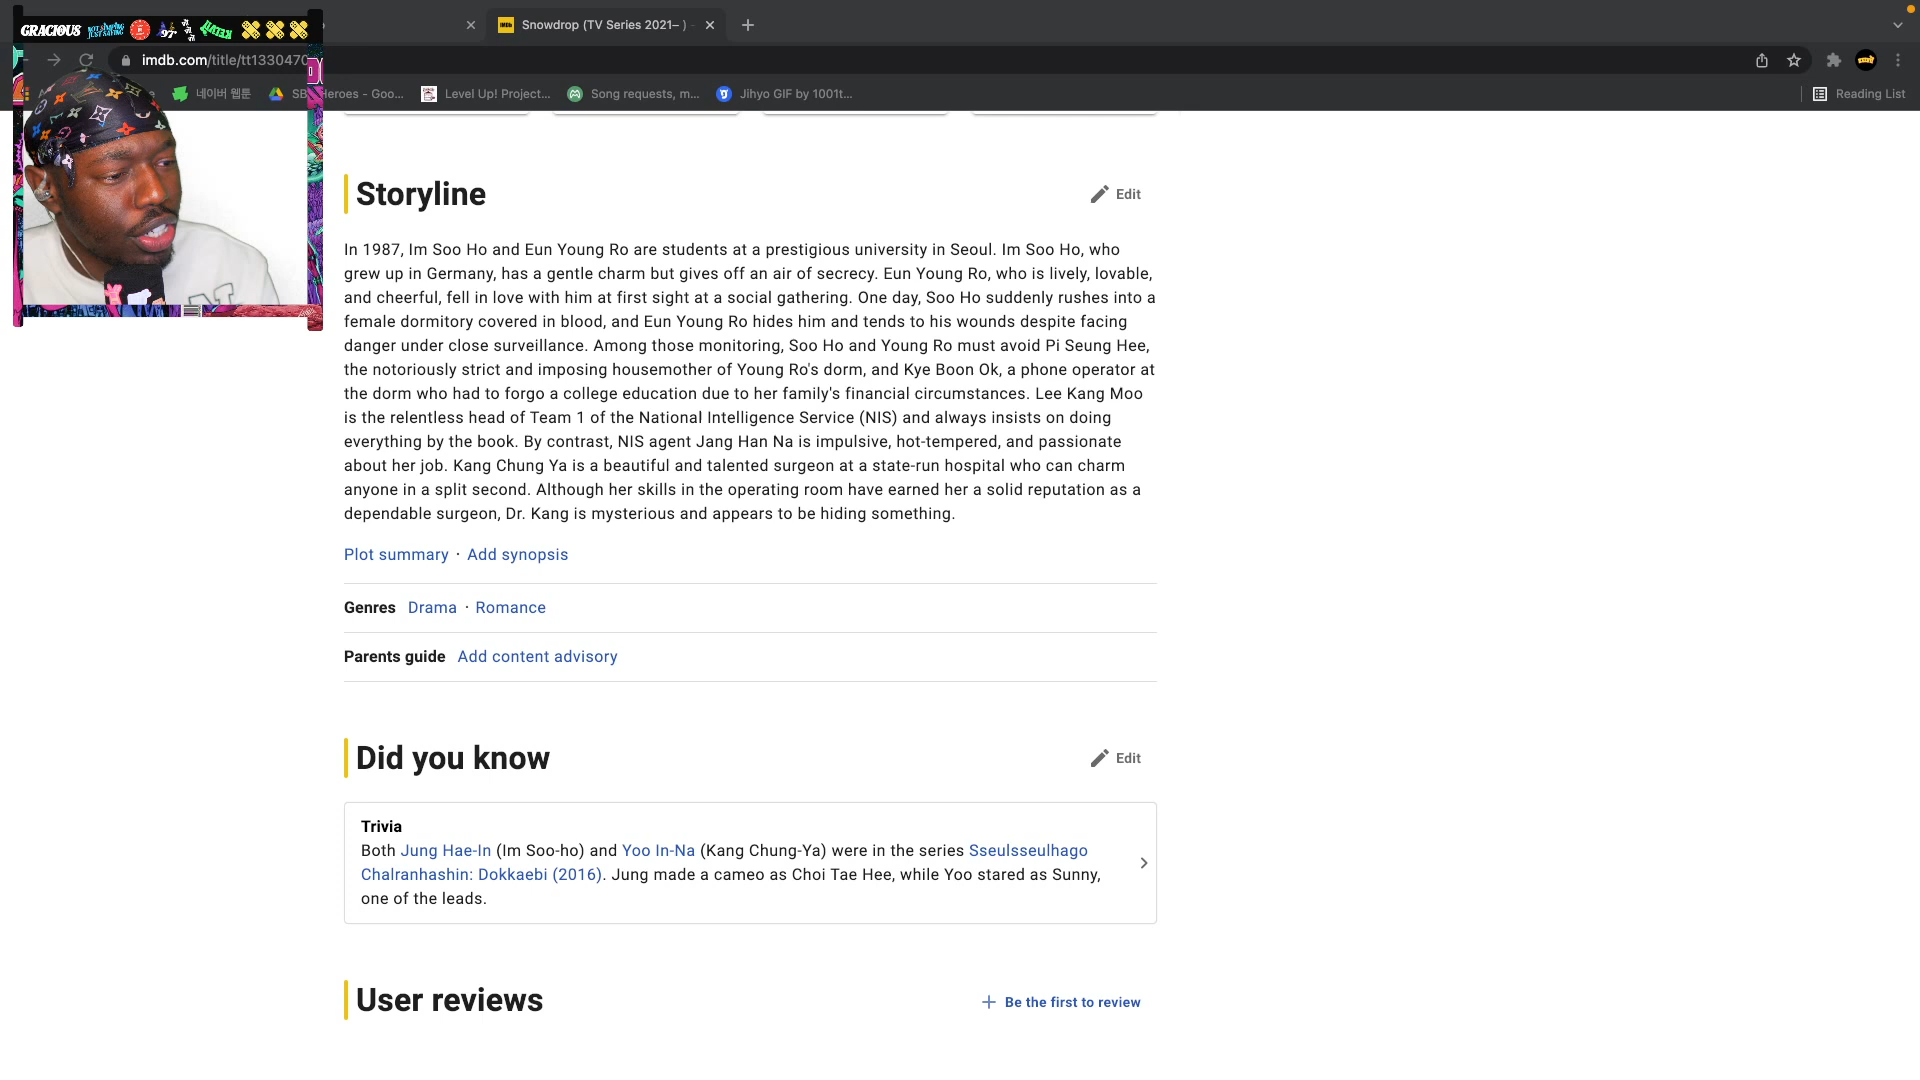 GRACIOUS
97
Snowdrop (TV Series 2021– ) -
imdb.com/title/tt1330470
네이버 웹툰
Heroes - Goo...
Level Up! Project...
Song requests, m...
Jihyo GIF by 1001t...
Reading List
Storyline
Edit
In 1987, Im Soo Ho and Eun Young Ro are students at a prestigious university in Seoul. Im Soo Ho, who
grew up in Germany, has a gentle charm but gives off an air of secrecy. Eun Young Ro, who is lively, lovable,
and cheerful, fell in love with him at first sight at a social gathering. One day, Soo Ho suddenly rushes into a
female dormitory covered in blood, and Eun Young Ro hides him and tends to his wounds despite facing
danger under close surveillance. Among those monitoring, Soo Ho and Young Ro must avoid Pi Seung Hee,
the notoriously strict and imposing housemother of Young Ro's dorm, and Kye Boon Ok, a phone operator at
the dorm who had to forgo a college education due to her family's financial circumstances. Lee Kang Moo
is the relentless head of Team 1 of the National Intelligence Service (NIS) and always insists on doing
everything by the book. By contrast, NIS agent Jang Han Na is impulsive, hot-tempered, and passionate
about her job. Kang Chung Ya is a beautiful and talented surgeon at a state-run hospital who can charm
anyone in a split second. Although her skills in the operating room have earned her a solid reputation as a
dependable surgeon, Dr. Kang is mysterious and appears to be hiding something.
Plot summary · Add synopsis
Genres Drama · Romance
Parents guide Add content advisory
Did you know
Edit
Trivia
Both Jung Hae-In (Im Soo-ho) and Yoo In-Na (Kang Chung-Ya) were in the series Sseulsseulhago
Chalranhashin: Dokkaebi (2016). Jung made a cameo as Choi Tae Hee, while Yoo stared as Sunny,
one of the leads.
User reviews
+ Be the first to review